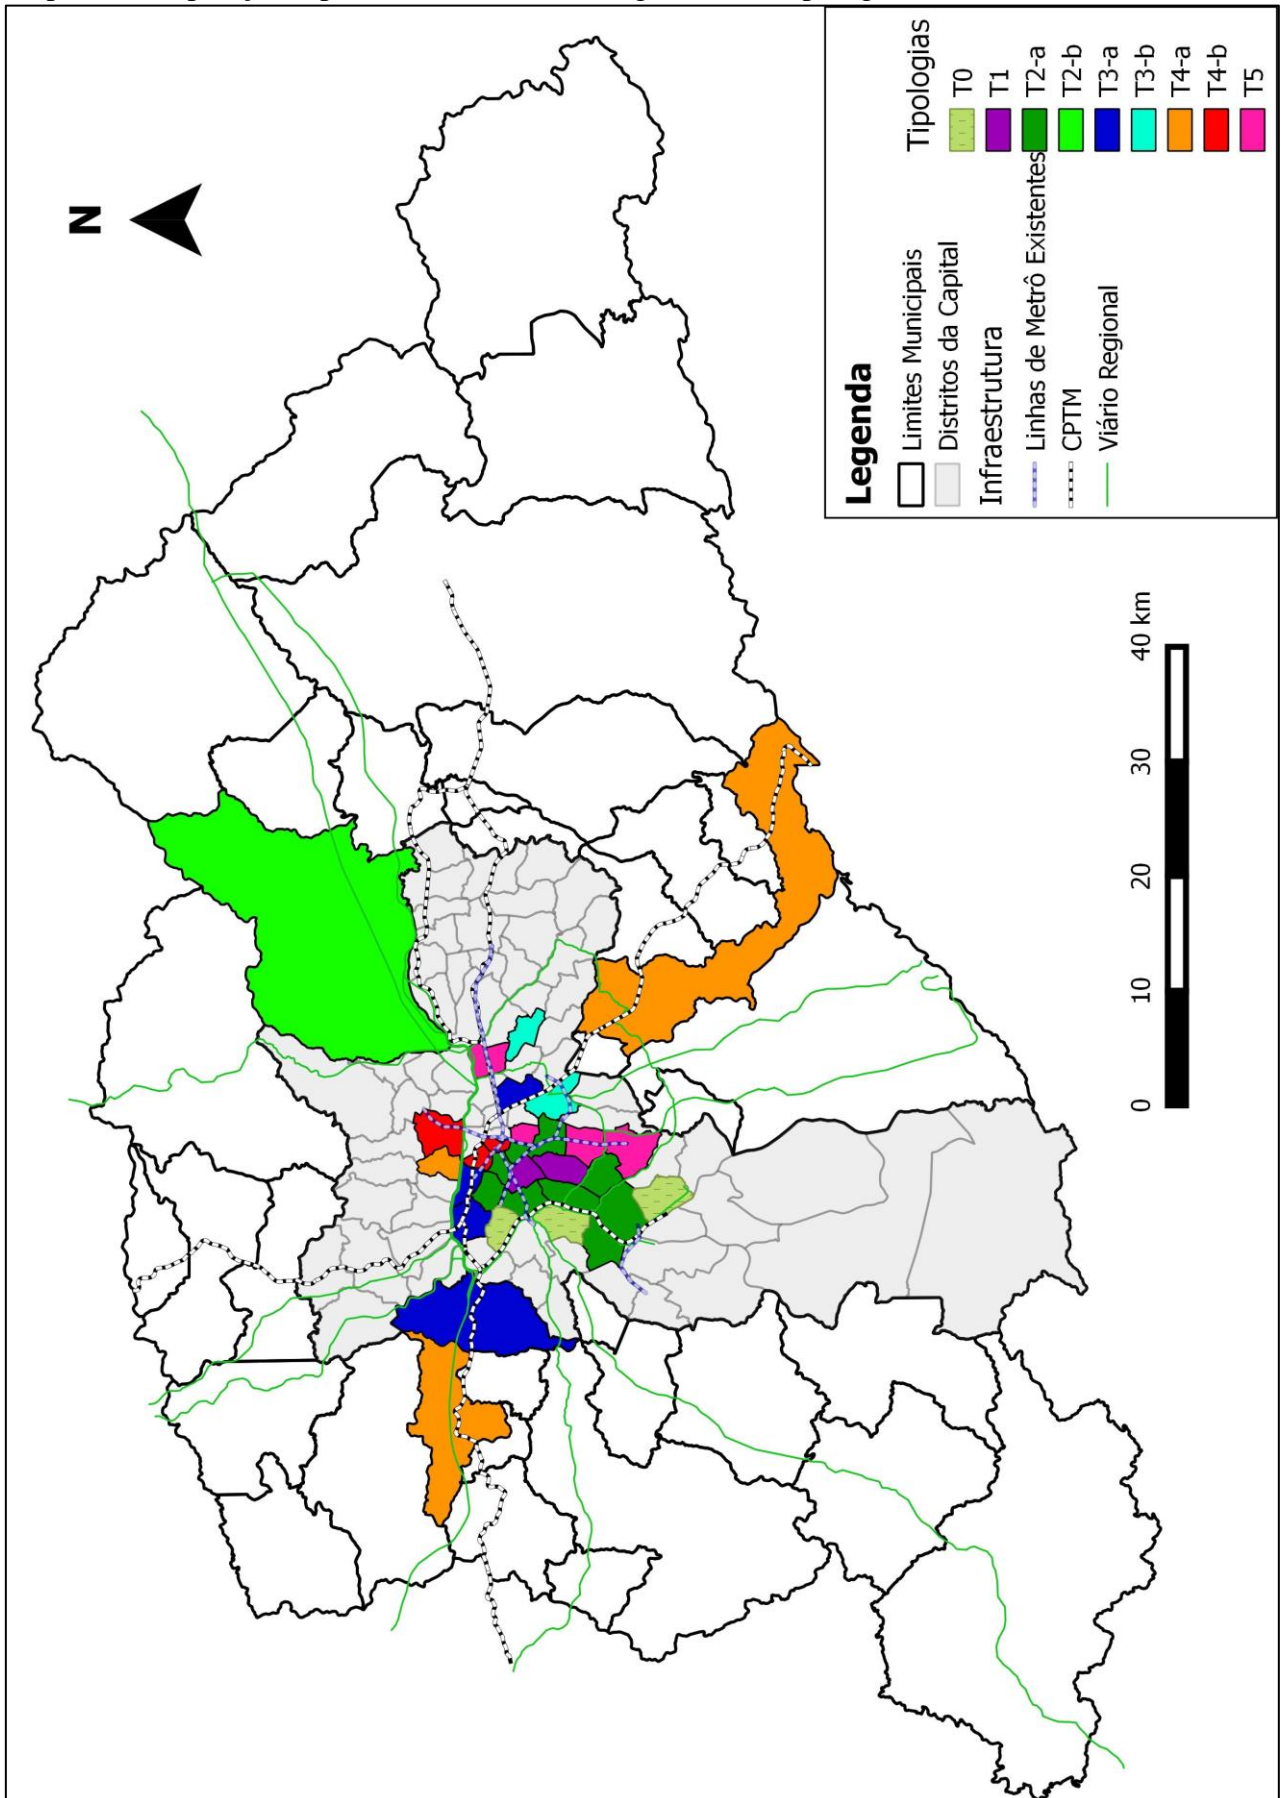 N
0
10
20
30
40 km
Legenda
Limites Municipais
Distritos da Capital
Infraestrutura
Linhas de Metrô Existentes
CPTM
Viário Regional
Tipologias
T0
T1
T2-a
T2-b
T3-a
T3-b
T4-a
T4-b
T5